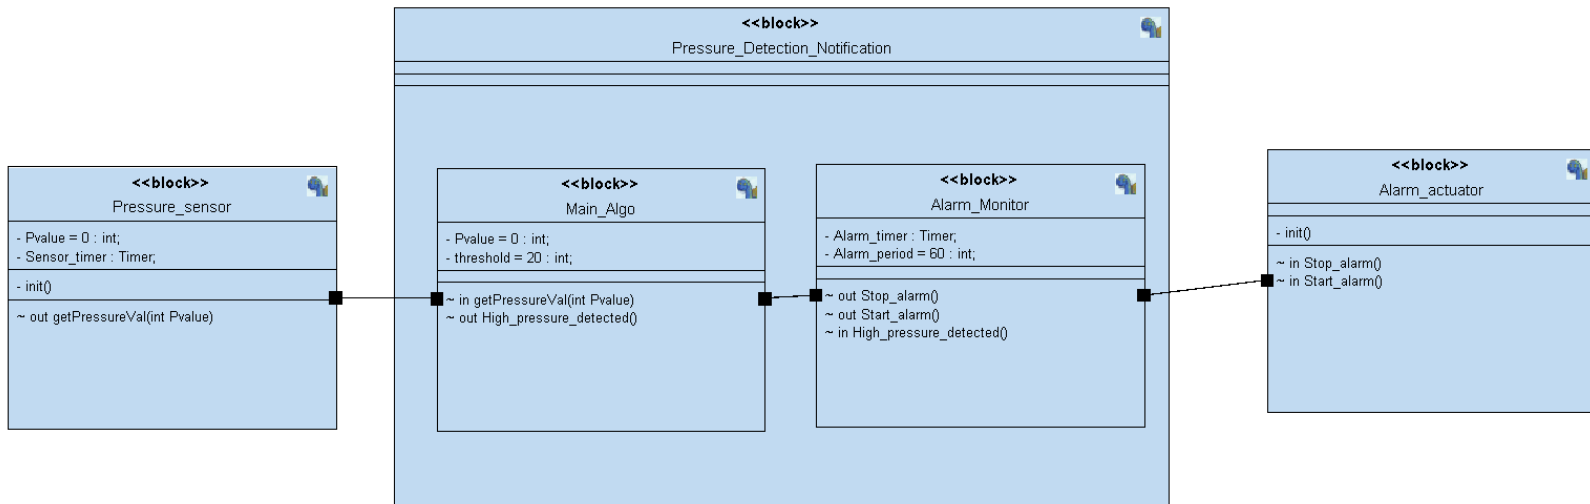 <<block>>
Pressure_Detection_Notification
<<block>>
Pressure_sensor
- Pvalue = 0 : int;
- Sensor_timer : Timer;
- init()
~ out getPressureVal(int Pvalue)
<<block>>
Main_Algo
- Pvalue = 0 : int;
- threshold = 20 : int;
~ in getPressureVal(int Pvalue)
~ out High_pressure_detected()
<<block>>
Alarm_Monitor
- Alarm_timer : Timer;
- Alarm_period = 60 : int;
~ out Stop_alarm()
~ out Start_alarm()
~ in High_pressure_detected()
<<block>>
Alarm_actuator
- init()
~ in Stop_alarm()
~ in Start_alarm()